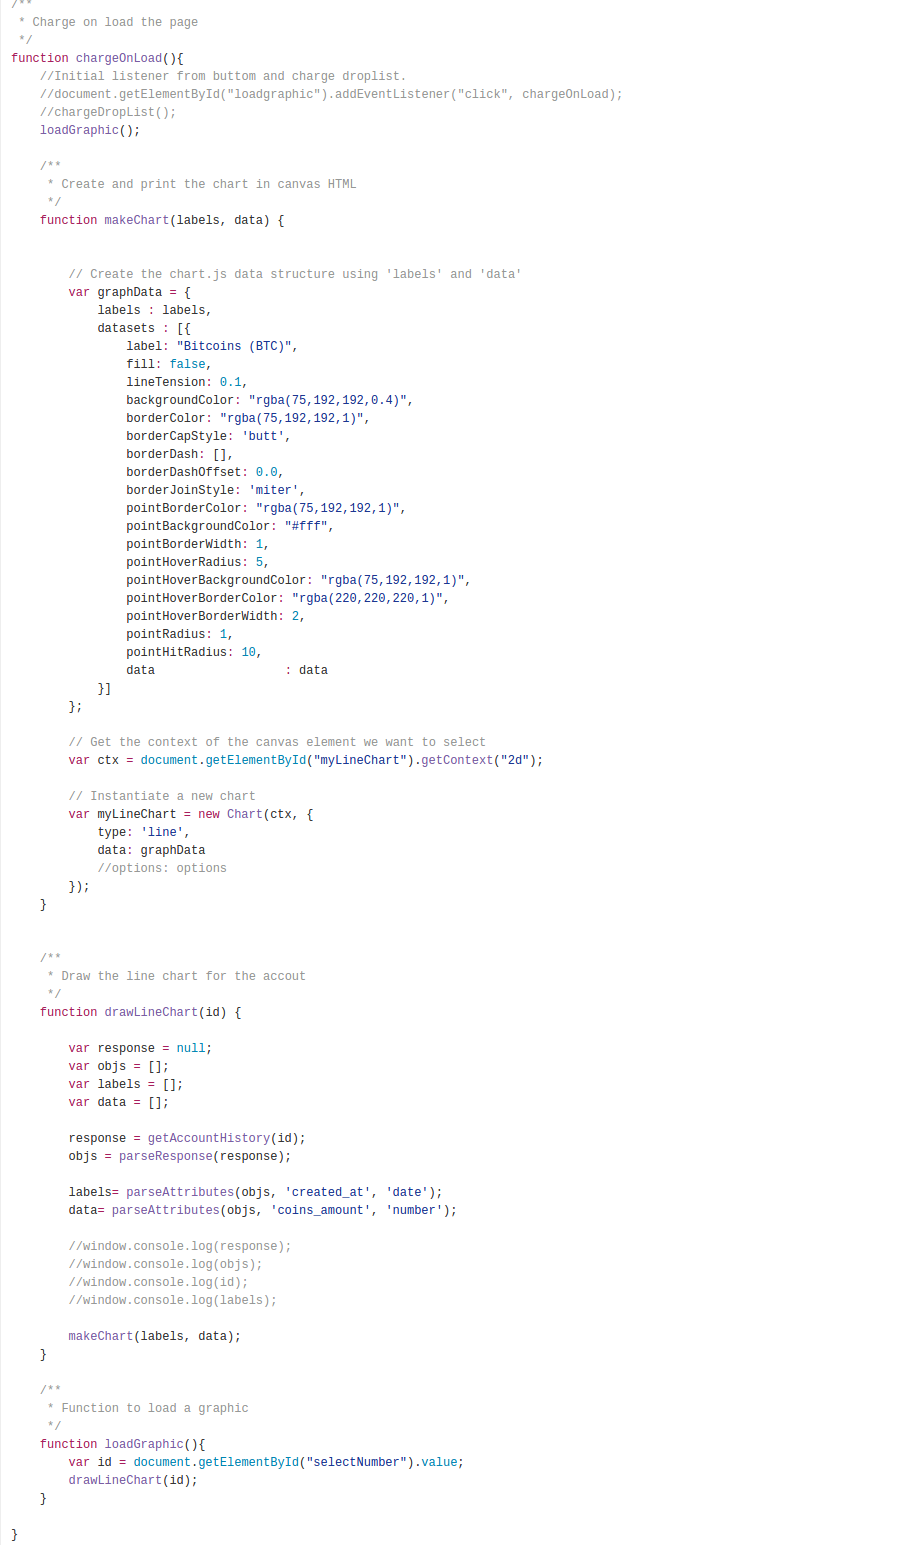 /**
 * Charge on load the page
 */
function chargeOnLoad(){
    //Initial listener from buttom and charge droplist.
    //document.getElementById("loadgraphic").addEventListener("click", chargeOnLoad);
    //chargeDropList();
    loadGraphic();

    /**
     * Create and print the chart in canvas HTML
     */
    function makeChart(labels, data) {


        // Create the chart.js data structure using 'labels' and 'data'
        var graphData = {
            labels : labels,
            datasets : [{
                label: "Bitcoins (BTC)",
                fill: false,
                lineTension: 0.1,
                backgroundColor: "rgba(75,192,192,0.4)",
                borderColor: "rgba(75,192,192,1)",
                borderCapStyle: 'butt',
                borderDash: [],
                borderDashOffset: 0.0,
                borderJoinStyle: 'miter',
                pointBorderColor: "rgba(75,192,192,1)",
                pointBackgroundColor: "#fff",
                pointBorderWidth: 1,
                pointHoverRadius: 5,
                pointHoverBackgroundColor: "rgba(75,192,192,1)",
                pointHoverBorderColor: "rgba(220,220,220,1)",
                pointHoverBorderWidth: 2,
                pointRadius: 1,
                pointHitRadius: 10,
                data                  : data
            }]
        };

        // Get the context of the canvas element we want to select
        var ctx = document.getElementById("myLineChart").getContext("2d");

        // Instantiate a new chart
        var myLineChart = new Chart(ctx, {
            type: 'line',
            data: graphData
            //options: options
        });
    }


    /**
     * Draw the line chart for the accout
     */
    function drawLineChart(id) {

        var response = null;
        var objs = [];
        var labels = [];
        var data = [];

        response = getAccountHistory(id);
        objs = parseResponse(response);

        labels= parseAttributes(objs, 'created_at', 'date');
        data= parseAttributes(objs, 'coins_amount', 'number');

        //window.console.log(response);
        //window.console.log(objs);
        //window.console.log(id);
        //window.console.log(labels);

        makeChart(labels, data);
    }

    /**
     * Function to load a graphic
     */
    function loadGraphic(){
        var id = document.getElementById("selectNumber").value;
        drawLineChart(id);
    }

}